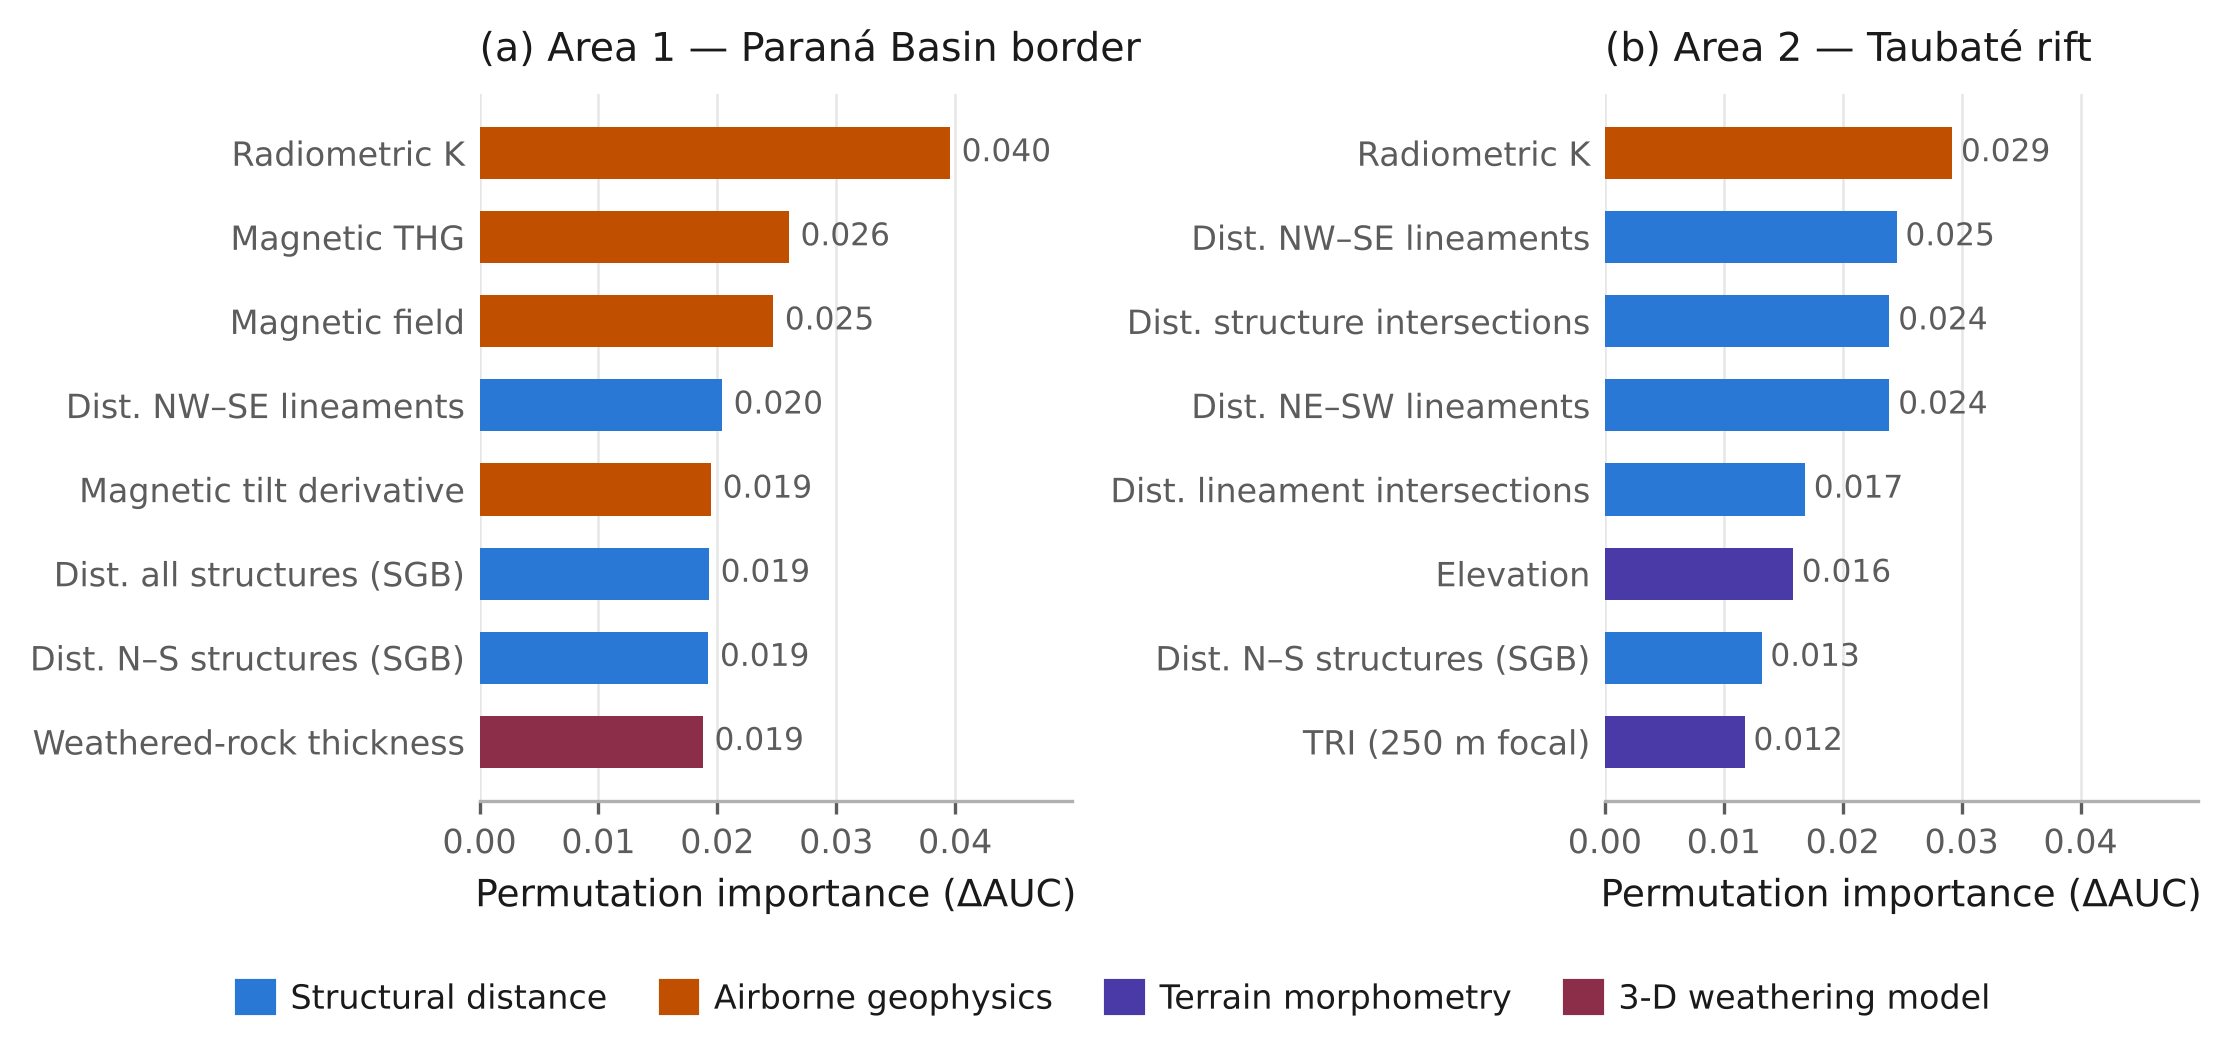 (a) Area 1 — Paraná Basin border
Radiometric K 0.040
Magnetic THG 0.026
Magnetic field 0.025
Dist. NW–SE lineaments 0.020
Magnetic tilt derivative 0.019
Dist. all structures (SGB) 0.019
Dist. N–S structures (SGB) 0.019
Weathered-rock thickness 0.019
0.00 0.01 0.02 0.03 0.04
Permutation importance (ΔAUC)
(b) Area 2 — Taubaté rift
Radiometric K 0.029
Dist. NW–SE lineaments 0.025
Dist. structure intersections 0.024
Dist. NE–SW lineaments 0.024
Dist. lineament intersections 0.017
Elevation 0.016
Dist. N–S structures (SGB) 0.013
TRI (250 m focal) 0.012
0.00 0.01 0.02 0.03 0.04
Permutation importance (ΔAUC)
Structural distance Airborne geophysics Terrain morphometry 3-D weathering model